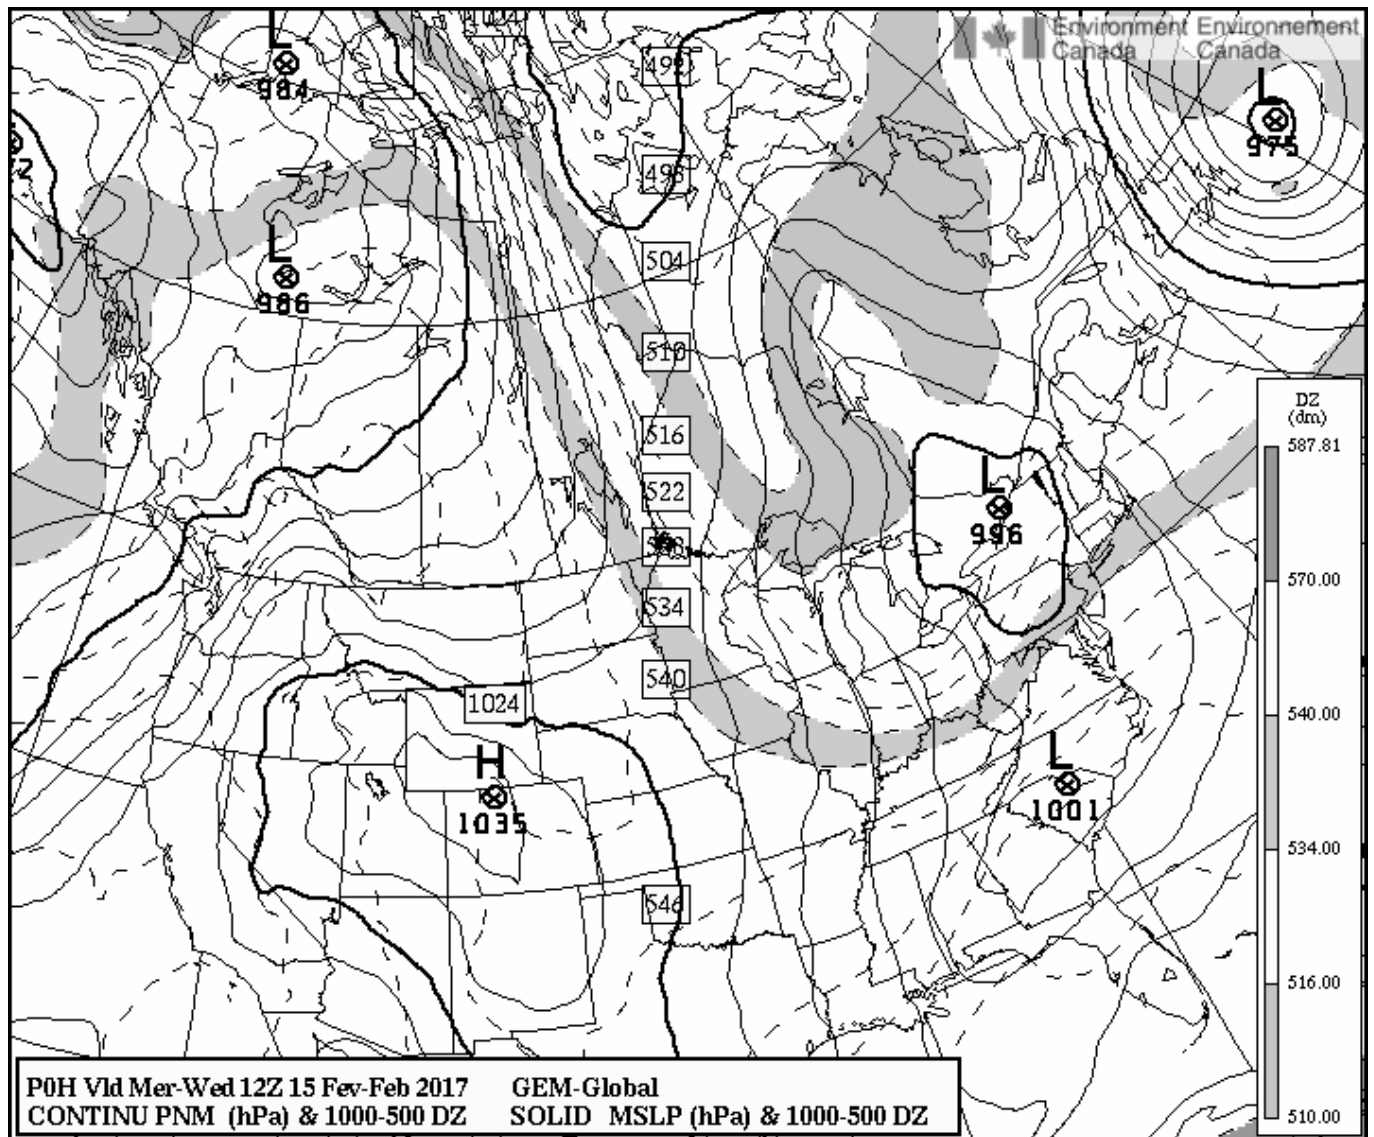 1024
Environment Environnement
Canada Canada
L
984
492
L
975
498
L
986
504
510
516
522
534
540
546
L
996
1024
H
1035
L
1001
DZ
(dm)
587.81
570.00
540.00
534.00
516.00
510.00
P0H Vld Mer-Wed 12Z 15 Fev-Feb 2017 GEM-Global
CONTINU PNM (hPa) & 1000-500 DZ SOLID MSLP (hPa) & 1000-500 DZ